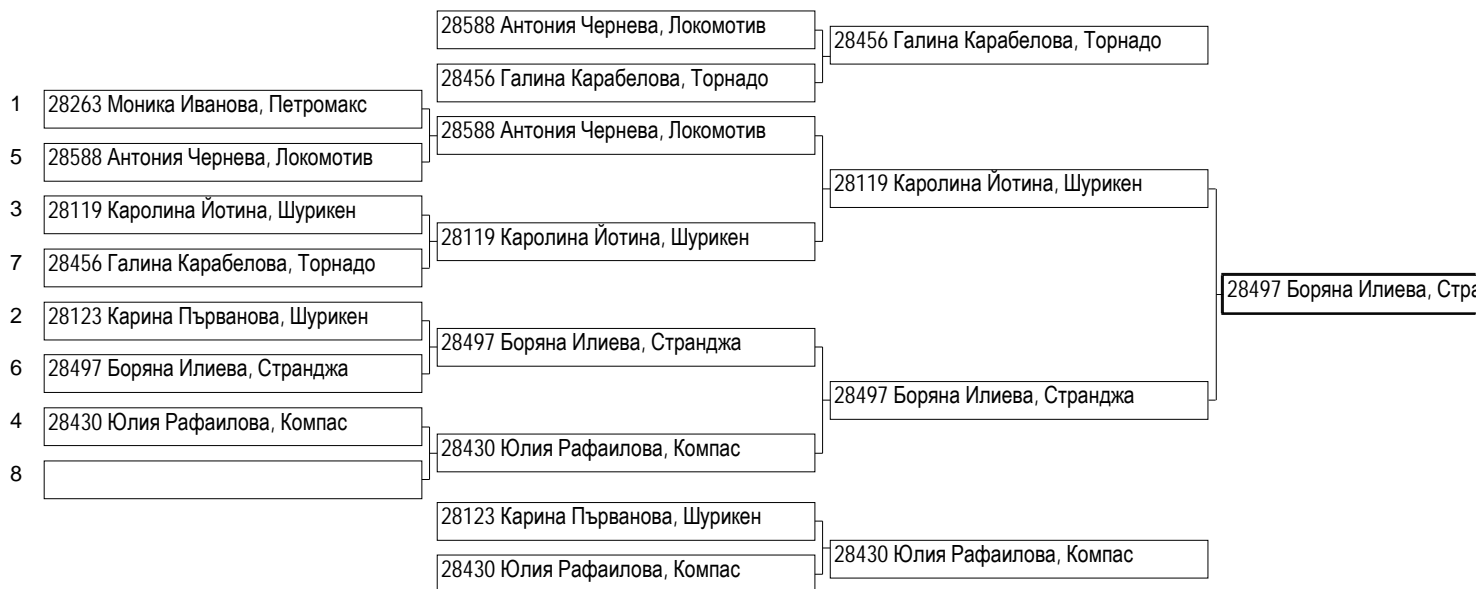 28588 Антония Чернева, Локомотив
28456 Галина Карабелова, Торнадо
28456 Галина Карабелова, Торнадо
1 28263 Моника Иванова, Петромакс
28588 Антония Чернева, Локомотив
5 28588 Антония Чернева, Локомотив
28119 Каролина Йотина, Шурикен
3 28119 Каролина Йотина, Шурикен
28119 Каролина Йотина, Шурикен
7 28456 Галина Карабелова, Торнадо
28497 Боряна Илиева, Стра
2 28123 Карина Първанова, Шурикен
28497 Боряна Илиева, Странджа
6 28497 Боряна Илиева, Странджа
28497 Боряна Илиева, Странджа
4 28430 Юлия Рафаилова, Компас
28430 Юлия Рафаилова, Компас
8
28123 Карина Първанова, Шурикен
28430 Юлия Рафаилова, Компас
28430 Юлия Рафаилова, Компас